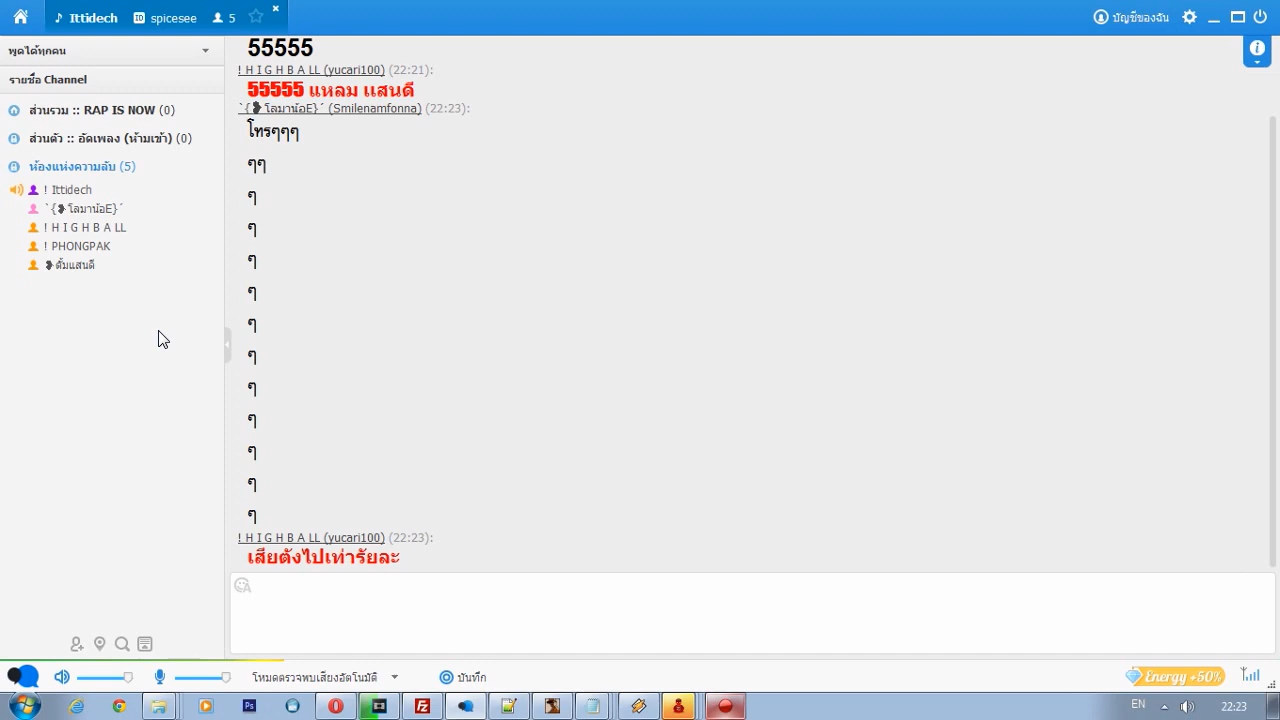 Ittidech ID spicesee 5
บัญชีของฉัน
พูดได้ทุกคน
รายชื่อ Channel
ส่วนรวม :: RAP IS NOW (0)
ส่วนตัว :: อัดเพลง (ห้ามเข้า) (0)
ห้องแห่งความลับ (5)
! Ittidech
`{❥โลมาน้อE}´
! H I G H B A LL
! PHONGPAK
❥ตั้มแสนดี
55555
! H I G H B A LL (yucari100) (22:21):
55555 แหลม แสนดี
`{❥โลมาน้อE}´ (Smilenamfonna) (22:23):
โทรๆๆๆ
ๆๆ
ๆ
ๆ
ๆ
ๆ
ๆ
ๆ
ๆ
ๆ
ๆ
ๆ
ๆ
! H I G H B A LL (yucari100) (22:23):
เสียตังไปเท่ารัยละ
โหมดตรวจพบเสียงอัตโนมัติ
บันทึก
Energy +50%
EN
22:23